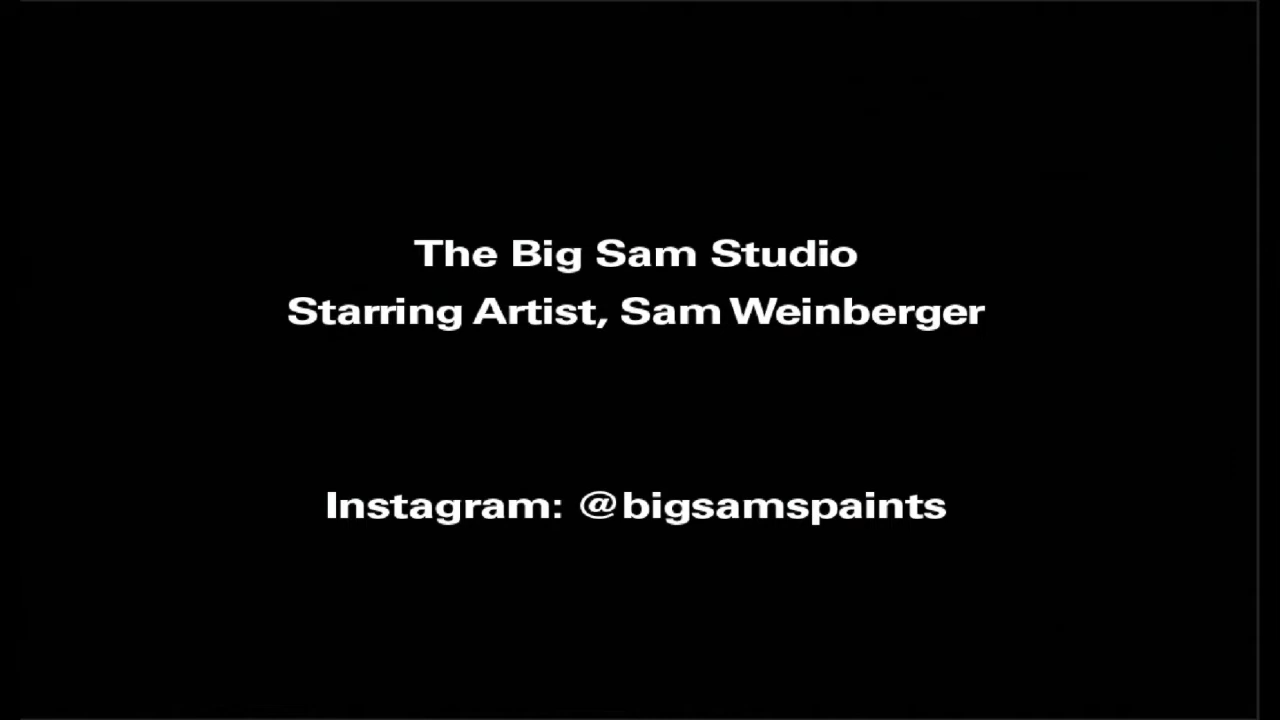 The Big Sam Studio
Starring Artist, Sam Weinberger
Instagram: @bigsamspaints